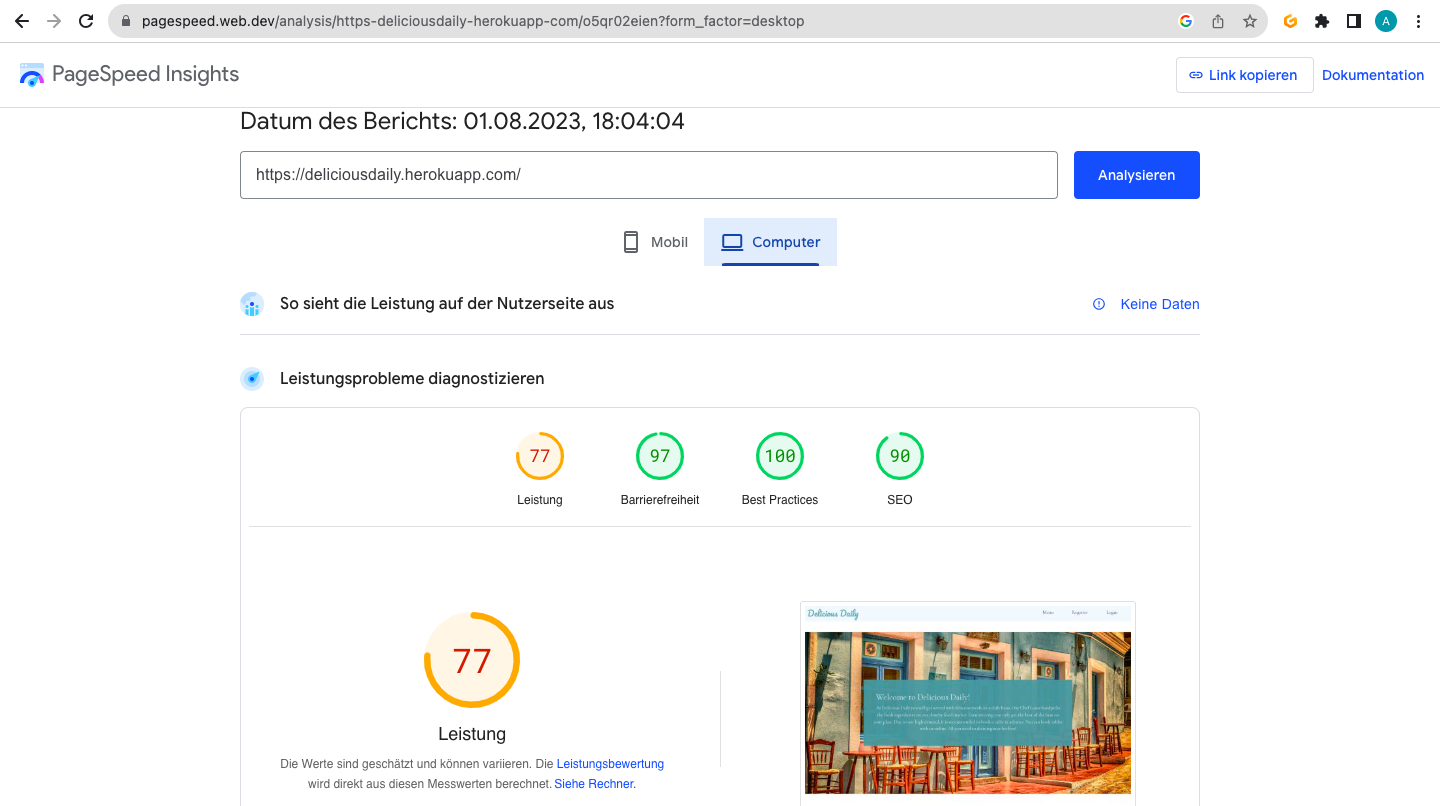 pagespeed.web.dev/analysis/https-deliciousdaily-herokuapp-com/o5qr02eien?form_factor=desktop
A
PageSpeed Insights
Link kopieren
Dokumentation
Datum des Berichts: 01.08.2023, 18:04:04
https://deliciousdaily.herokuapp.com/
Analysieren
Mobil
Computer
So sieht die Leistung auf der Nutzerseite aus
Keine Daten
Leistungsprobleme diagnostizieren
77
97
100
90
Leistung
Barrierefreiheit
Best Practices
SEO
Delicious Daily
Home
Register
Login
77
Welcome to Delicious Daily!
Leistung
Die Werte sind geschätzt und können variieren. Die Leistungsbewertung
wird direkt aus diesen Messwerten berechnet. Siehe Rechner.